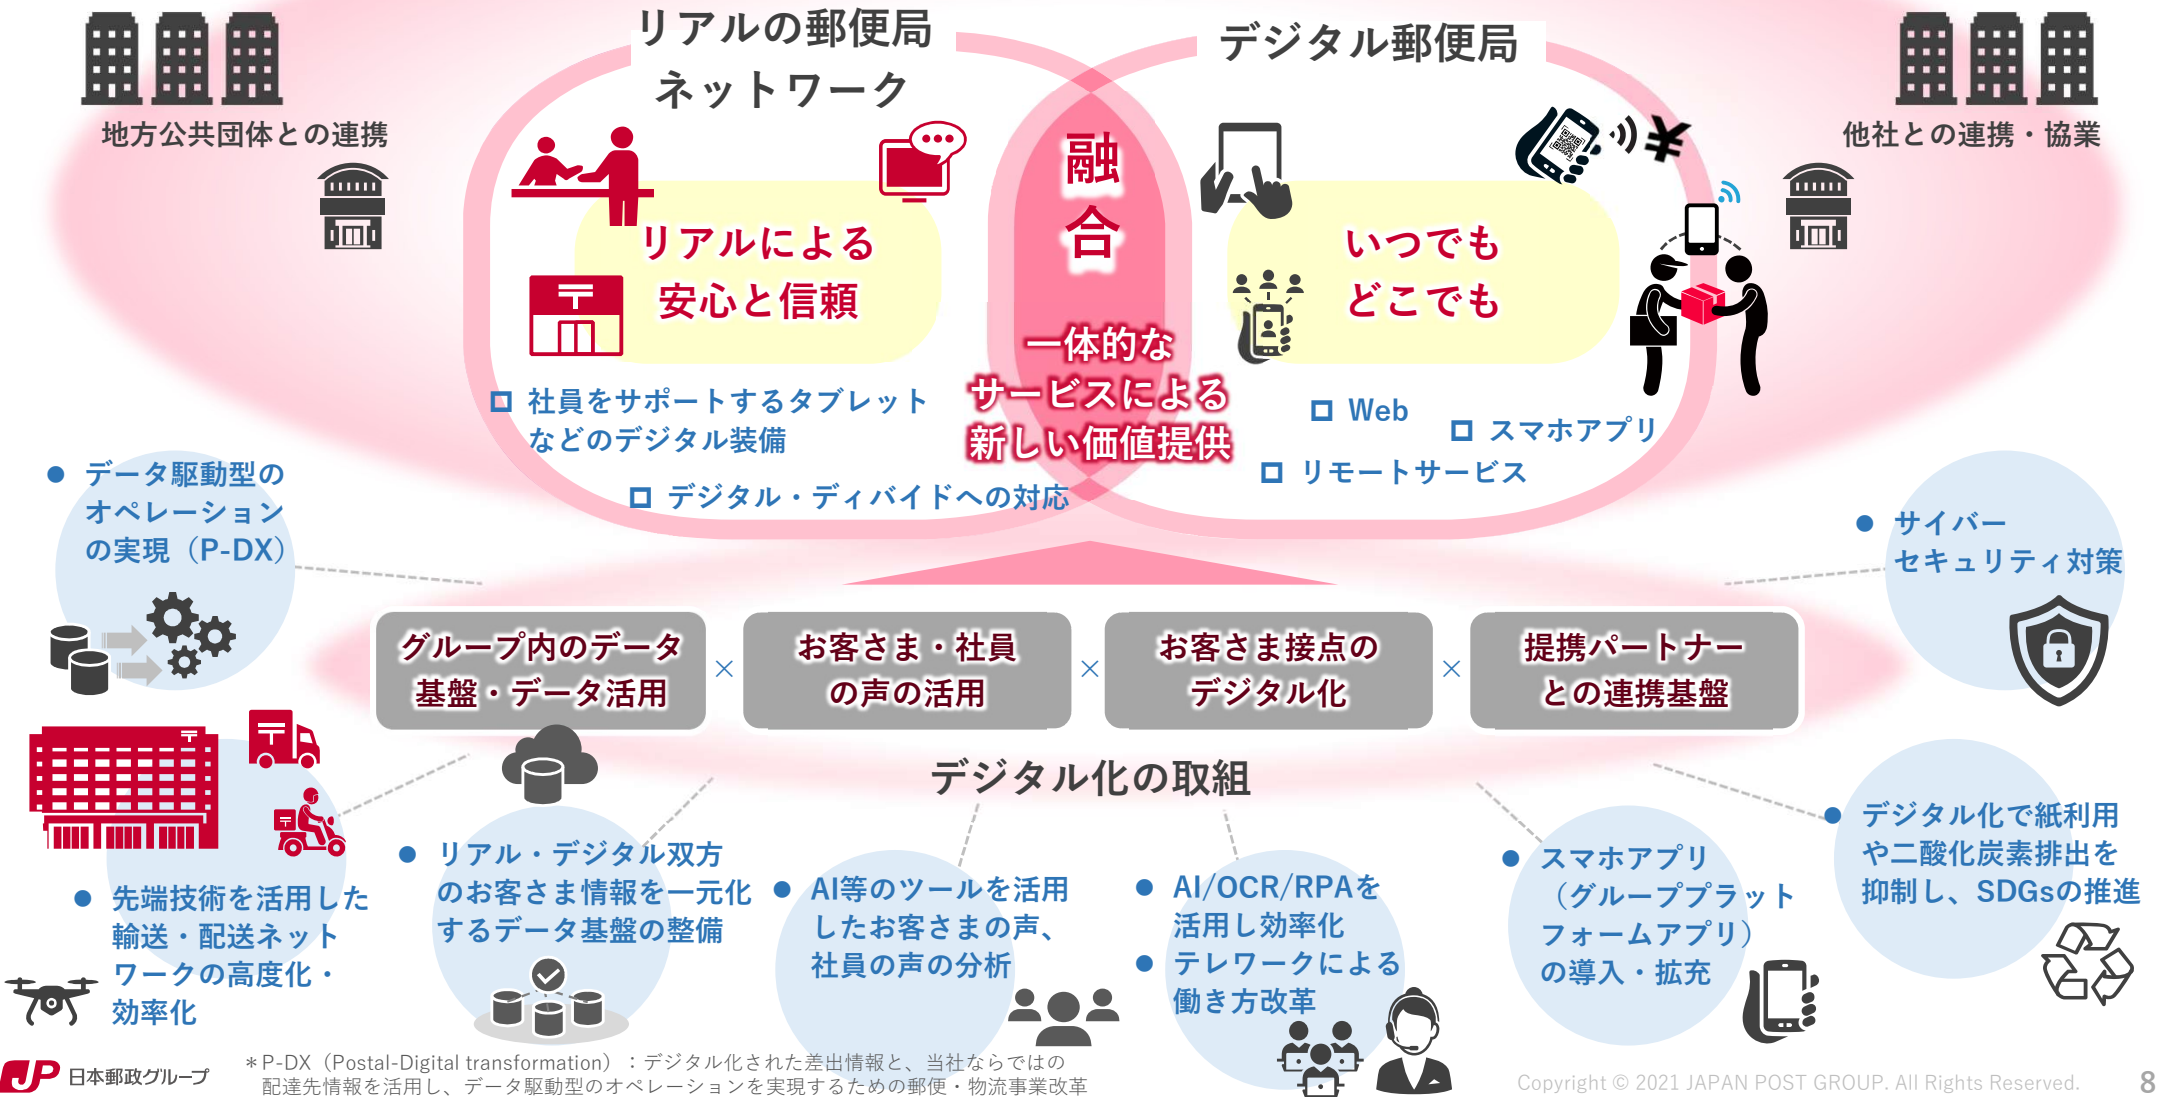 リアルの郵便局
ネットワーク
デジタル郵便局
地方公共団体との連携
他社との連携・協業
融
合
リアルによる
安心と信頼
いつでも
どこでも
一体的な
サービスによる
新しい価値提供
社員をサポートするタブレット
などのデジタル装備
デジタル・ディバイドへの対応
Web
スマホアプリ
リモートサービス
● データ駆動型の
オペレーション
の実現（P-DX）
● サイバー
セキュリティ対策
グループ内のデータ
基盤・データ活用
×
お客さま・社員
の声の活用
×
お客さま接点の
デジタル化
×
提携パートナー
との連携基盤
デジタル化の取組
● 先端技術を活用した
輸送・配送ネット
ワークの高度化・
効率化
● リアル・デジタル双方
のお客さま情報を一元化
するデータ基盤の整備
● AI等のツールを活用
したお客さまの声、
社員の声の分析
● AI/OCR/RPAを
活用し効率化
● テレワークによる
働き方改革
● スマホアプリ
（グループプラット
フォームアプリ）
の導入・拡充
● デジタル化で紙利用
や二酸化炭素排出を
抑制し、SDGsの推進
JP 日本郵政グループ
＊P-DX（Postal-Digital transformation）：デジタル化された差出情報と、当社ならではの
配達先情報を活用し、データ駆動型のオペレーションを実現するための郵便・物流事業改革
Copyright © 2021 JAPAN POST GROUP. All Rights Reserved.
8